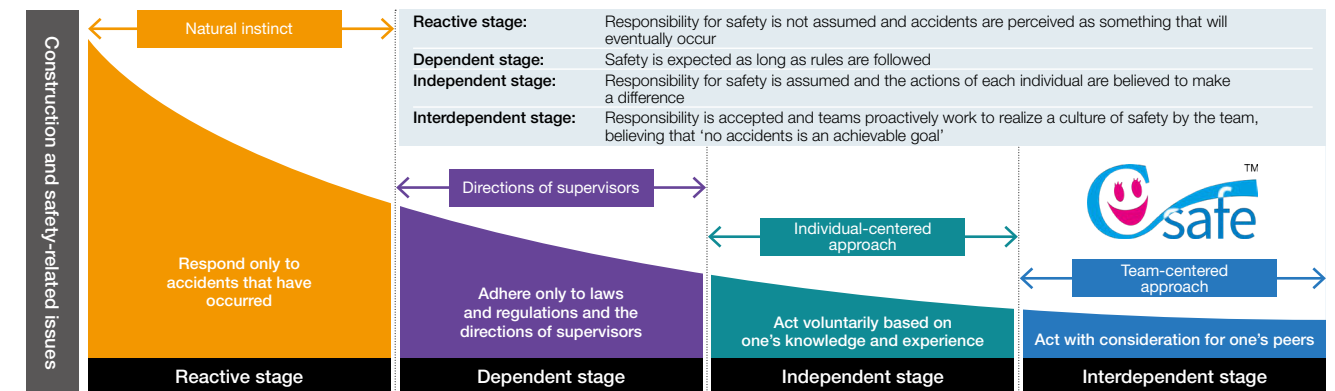 Construction and safety-related issues
Natural instinct
Reactive stage: Responsibility for safety is not assumed and accidents are perceived as something that will
eventually occur
Dependent stage: Safety is expected as long as rules are followed
Independent stage: Responsibility for safety is assumed and the actions of each individual are believed to make
a difference
Interdependent stage: Responsibility is accepted and teams proactively work to realize a culture of safety by the team,
believing that ‘no accidents is an achievable goal’
Directions of supervisors
Individual-centered
approach
Csafe TM
Team-centered
approach
Respond only to
accidents that have
occurred
Adhere only to laws
and regulations and the
directions of supervisors
Act voluntarily based on
one’s knowledge and experience
Act with consideration for one’s peers
Reactive stage
Dependent stage
Independent stage
Interdependent stage